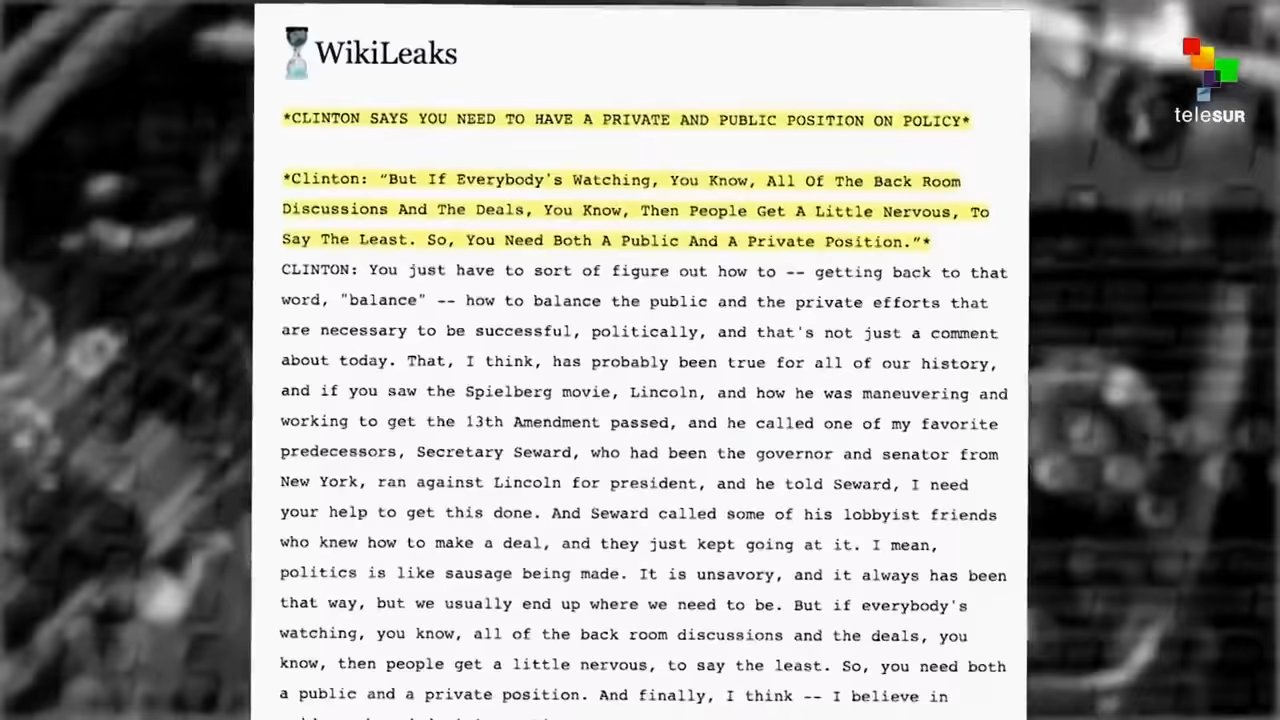 WikiLeaks
teleSUR
*CLINTON SAYS YOU NEED TO HAVE A PRIVATE AND PUBLIC POSITION ON POLICY*
*Clinton: “But If Everybody's Watching, You Know, All Of The Back Room
Discussions And The Deals, You Know, Then People Get A Little Nervous, To
Say The Least. So, You Need Both A Public And A Private Position.”*
CLINTON: You just have to sort of figure out how to -- getting back to that
word, "balance" -- how to balance the public and the private efforts that
are necessary to be successful, politically, and that's not just a comment
about today. That, I think, has probably been true for all of our history,
and if you saw the Spielberg movie, Lincoln, and how he was maneuvering and
working to get the 13th Amendment passed, and he called one of my favorite
predecessors, Secretary Seward, who had been the governor and senator from
New York, ran against Lincoln for president, and he told Seward, I need
your help to get this done. And Seward called some of his lobbyist friends
who knew how to make a deal, and they just kept going at it. I mean,
politics is like sausage being made. It is unsavory, and it always has been
that way, but we usually end up where we need to be. But if everybody's
watching, you know, all of the back room discussions and the deals, you
know, then people get a little nervous, to say the least. So, you need both
a public and a private position. And finally, I think -- I believe in